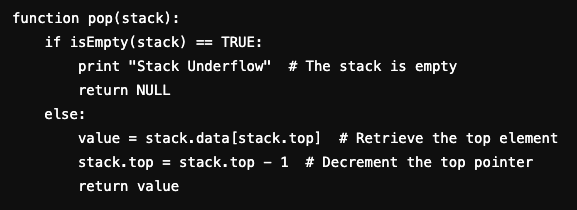 function pop(stack):
    if isEmpty(stack) == TRUE:
        print "Stack Underflow"  # The stack is empty
        return NULL
    else:
        value = stack.data[stack.top]  # Retrieve the top element
        stack.top = stack.top - 1  # Decrement the top pointer
        return value